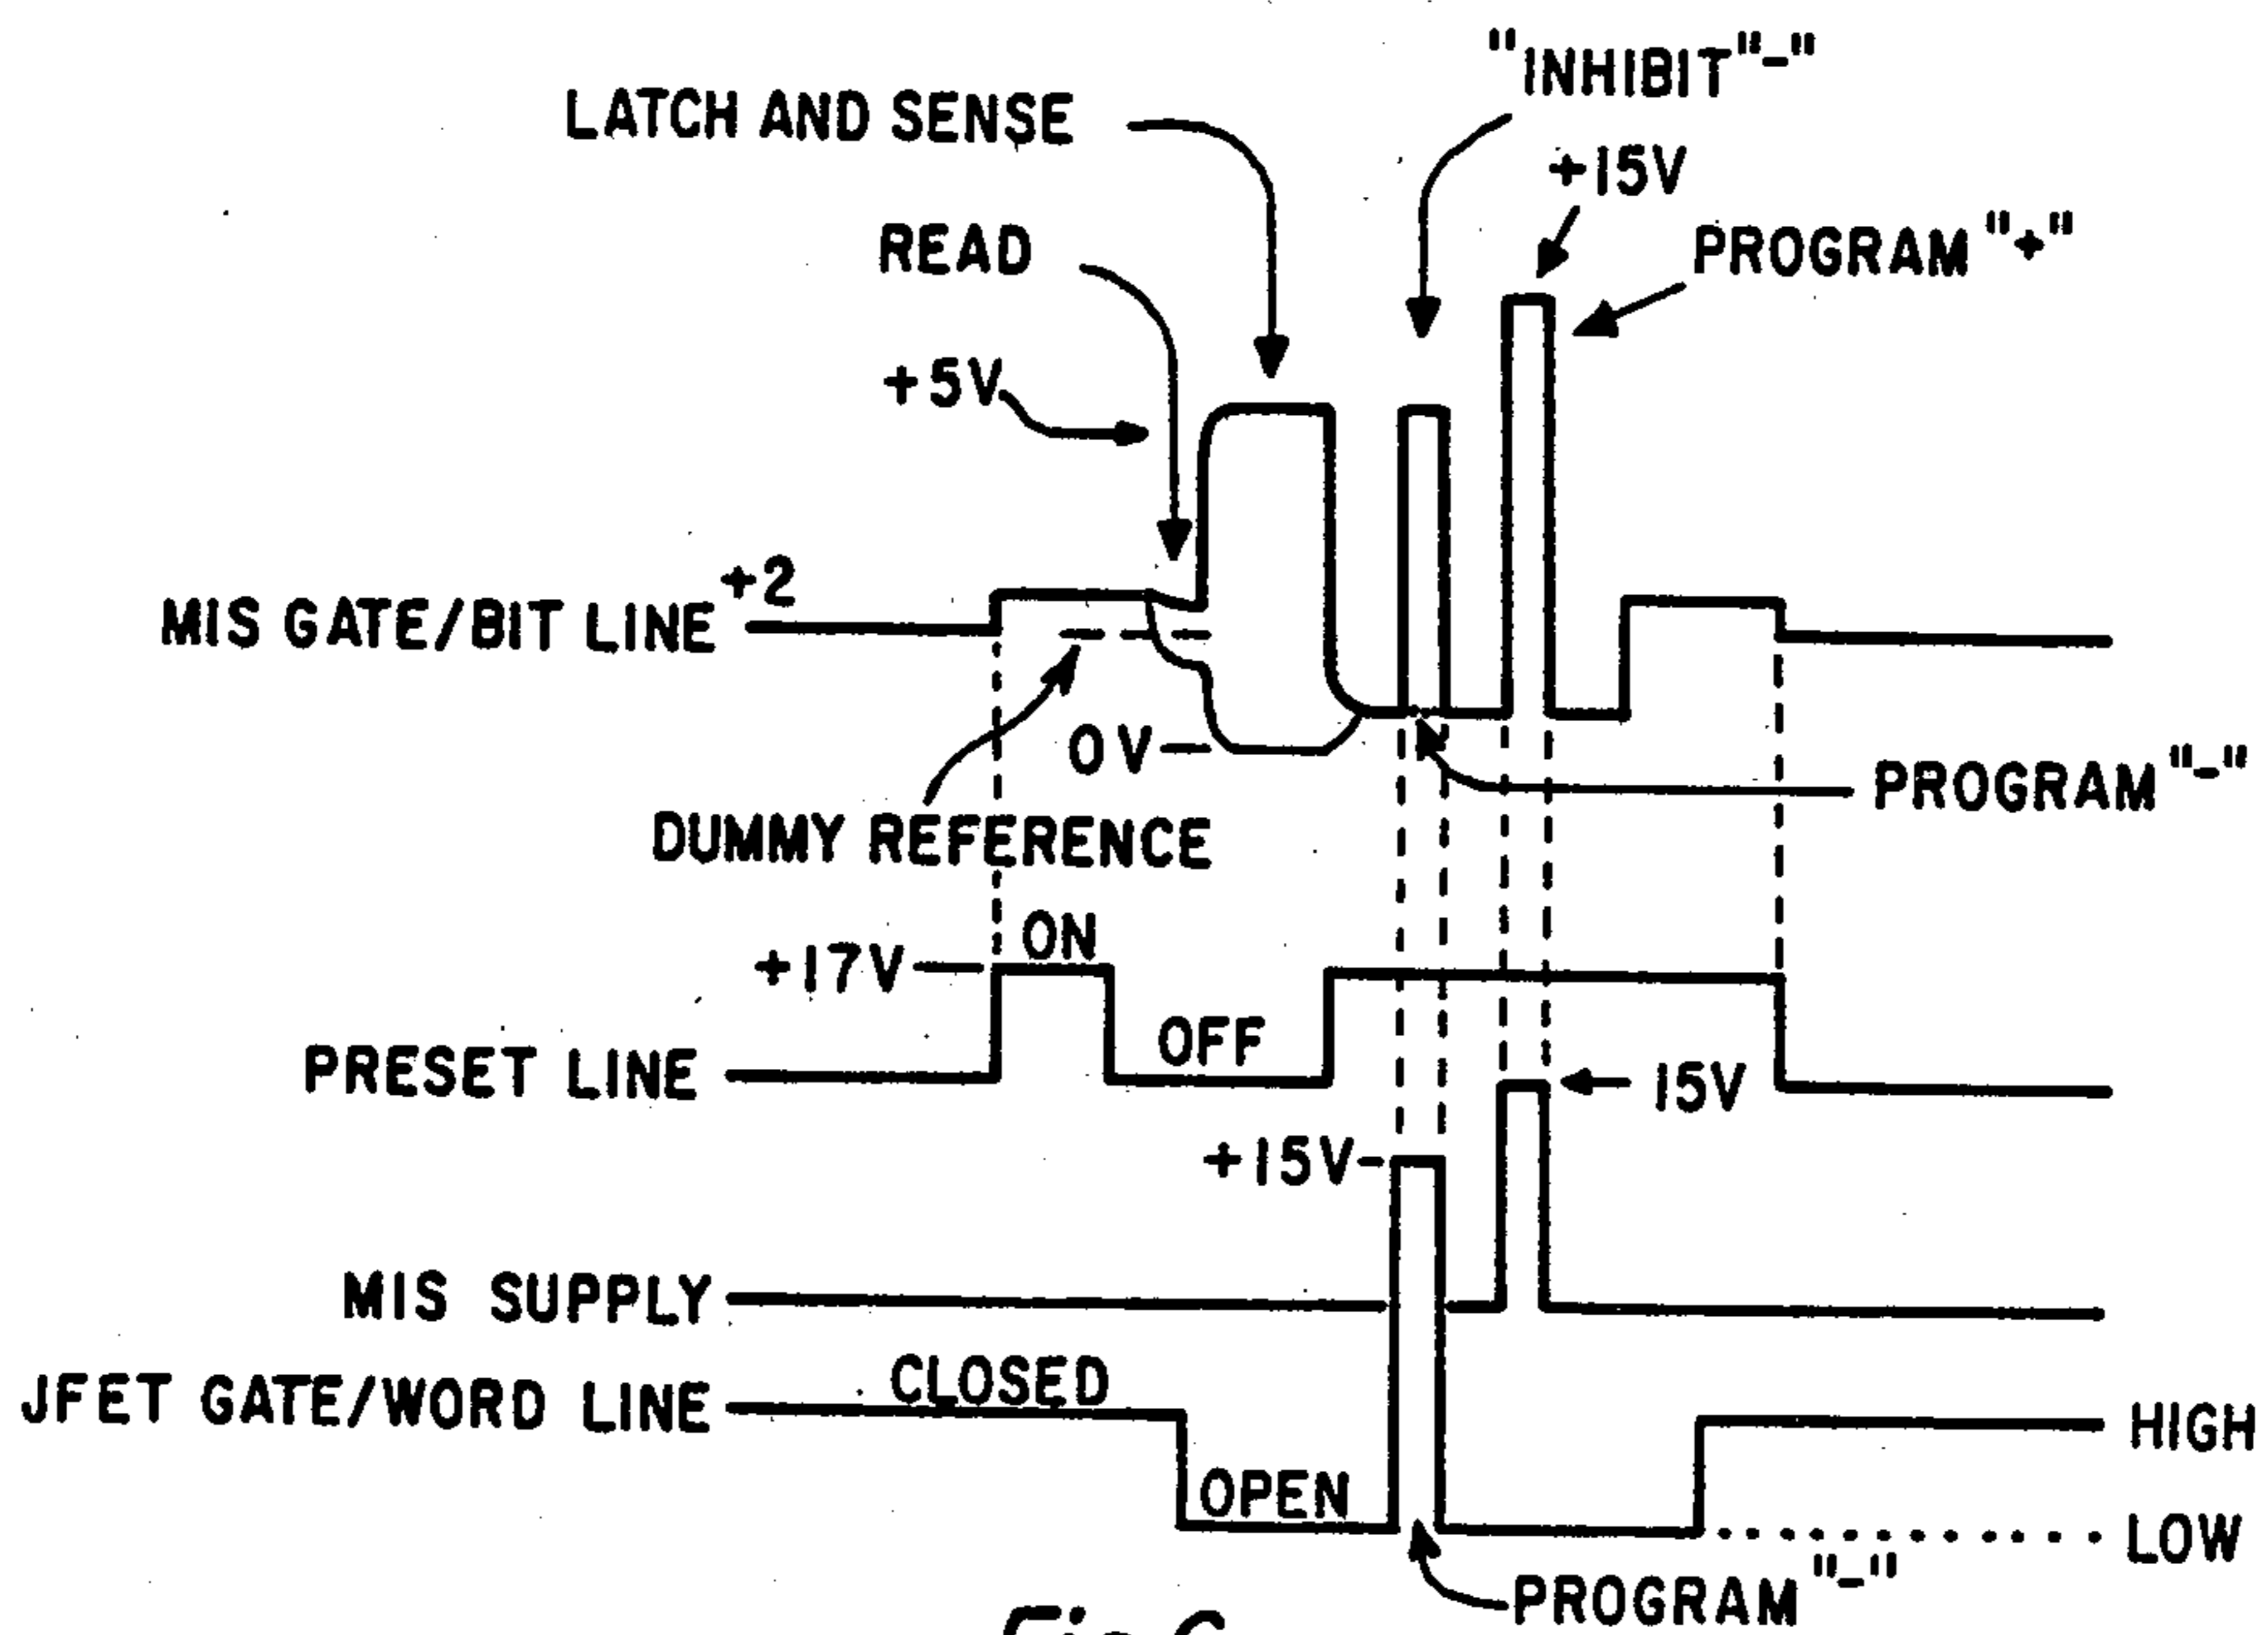 "INHIBIT"-"
LATCH AND SENSE
+15V
READ
PROGRAM "+"
+5V
+2
MIS GATE/BIT LINE
0V
PROGRAM "-"
DUMMY REFERENCE
ON
+17V
OFF
PRESET LINE
15V
+15V
MIS SUPPLY
CLOSED
JFET GATE/WORD LINE
HIGH
OPEN
LOW
PROGRAM "-"